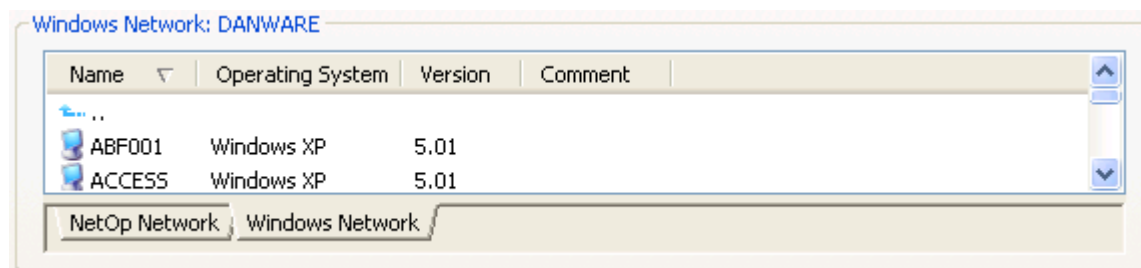 Windows Network: DANWARE
Name Operating System Version Comment
..
ABF001 Windows XP 5.01
ACCESS Windows XP 5.01
NetOp Network Windows Network